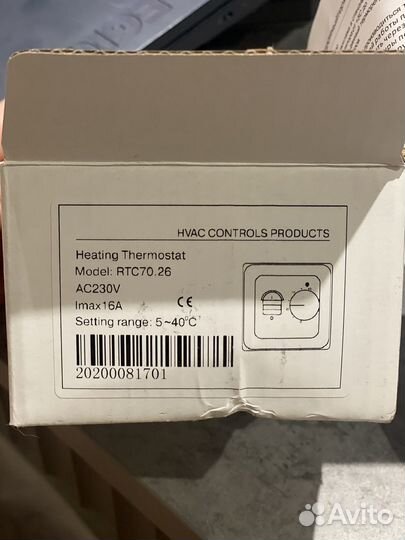 HVAC CONTROLS PRODUCTS
Heating Thermostat
Model: RTC70.26
AC230V
Imax16A
CE
Setting range: 5~40°C
20200081701
Avito